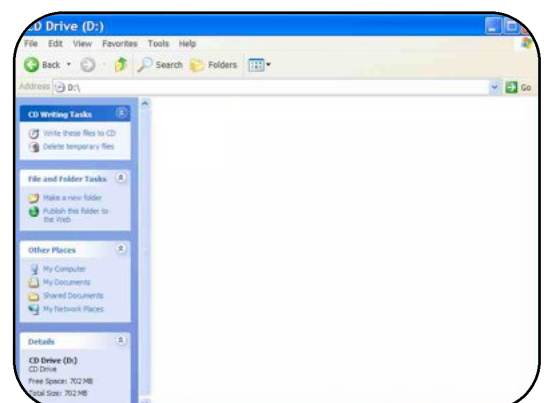 CD Drive (D:)
File Edit View Favorites Tools Help
Back Search Folders
Address D:\ Go
CD Writing Tasks
Write these files to CD
Delete temporary files
File and Folder Tasks
Make a new folder
Publish this folder to
the Web
Other Places
My Computer
My Documents
Shared Documents
My Network Places
Details
CD Drive (D:)
CD Drive
Free Space: 702 MB
Total Size: 702 MB